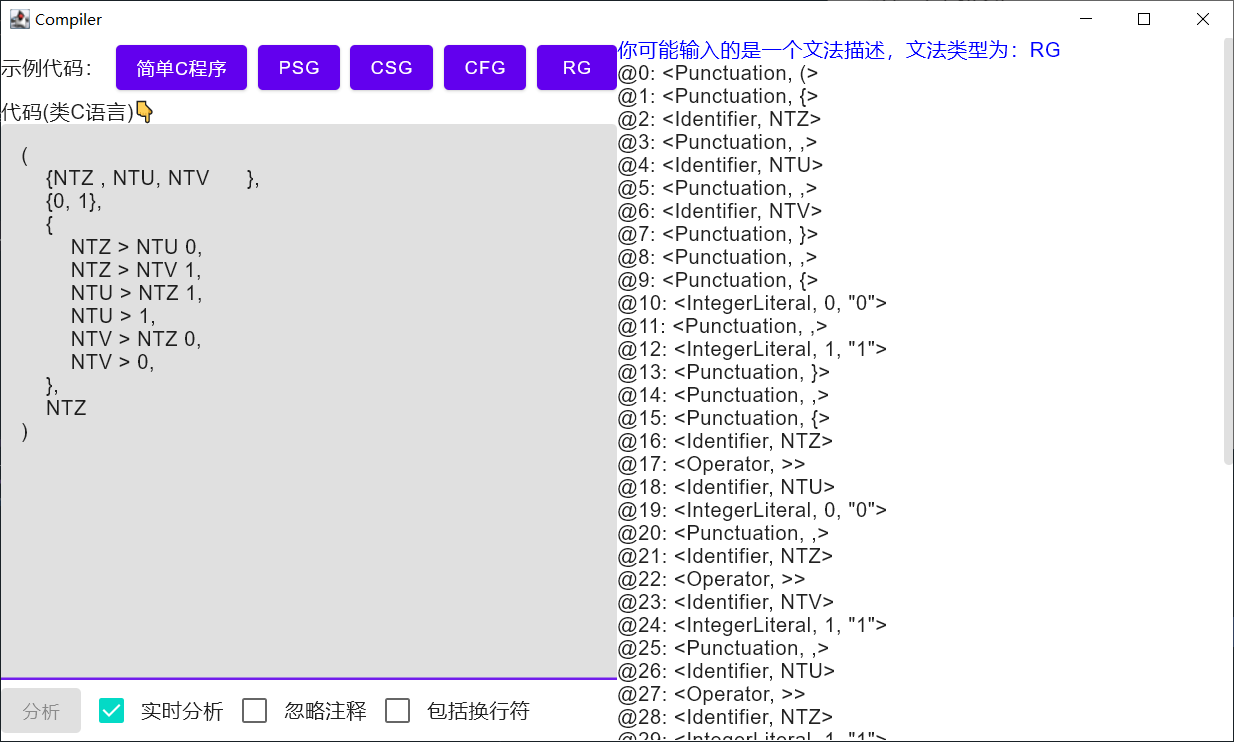 Compiler
示例代码： 简单C程序 PSG CSG CFG RG
代码(类C语言)👇
(
{NTZ , NTU, NTV },
{0, 1},
{
NTZ > NTU 0,
NTZ > NTV 1,
NTU > NTZ 1,
NTU > 1,
NTV > NTZ 0,
NTV > 0,
},
NTZ
)
分析 实时分析 忽略注释 包括换行符
你可能输入的是一个文法描述，文法类型为：RG
@0: <Punctuation, (>
@1: <Punctuation, {>
@2: <Identifier, NTZ>
@3: <Punctuation, ,>
@4: <Identifier, NTU>
@5: <Punctuation, ,>
@6: <Identifier, NTV>
@7: <Punctuation, }>
@8: <Punctuation, ,>
@9: <Punctuation, {>
@10: <IntegerLiteral, 0, "0">
@11: <Punctuation, ,>
@12: <IntegerLiteral, 1, "1">
@13: <Punctuation, }>
@14: <Punctuation, ,>
@15: <Punctuation, {>
@16: <Identifier, NTZ>
@17: <Operator, >>
@18: <Identifier, NTU>
@19: <IntegerLiteral, 0, "0">
@20: <Punctuation, ,>
@21: <Identifier, NTZ>
@22: <Operator, >>
@23: <Identifier, NTV>
@24: <IntegerLiteral, 1, "1">
@25: <Punctuation, ,>
@26: <Identifier, NTU>
@27: <Operator, >>
@28: <Identifier, NTZ>
@29: <IntegerLiteral, 1, "1">